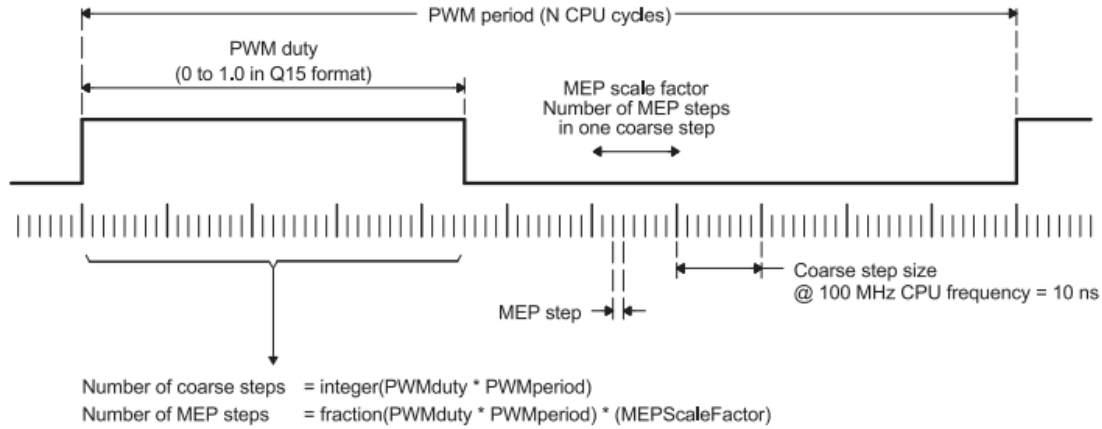 PWM period (N CPU cycles)
PWM duty
(0 to 1.0 in Q15 format)
MEP scale factor
Number of MEP steps
in one coarse step
Coarse step size
@ 100 MHz CPU frequency = 10 ns
MEP step
Number of coarse steps = integer(PWMduty * PWMperiod)
Number of MEP steps = fraction(PWMduty * PWMperiod) * (MEPScaleFactor)